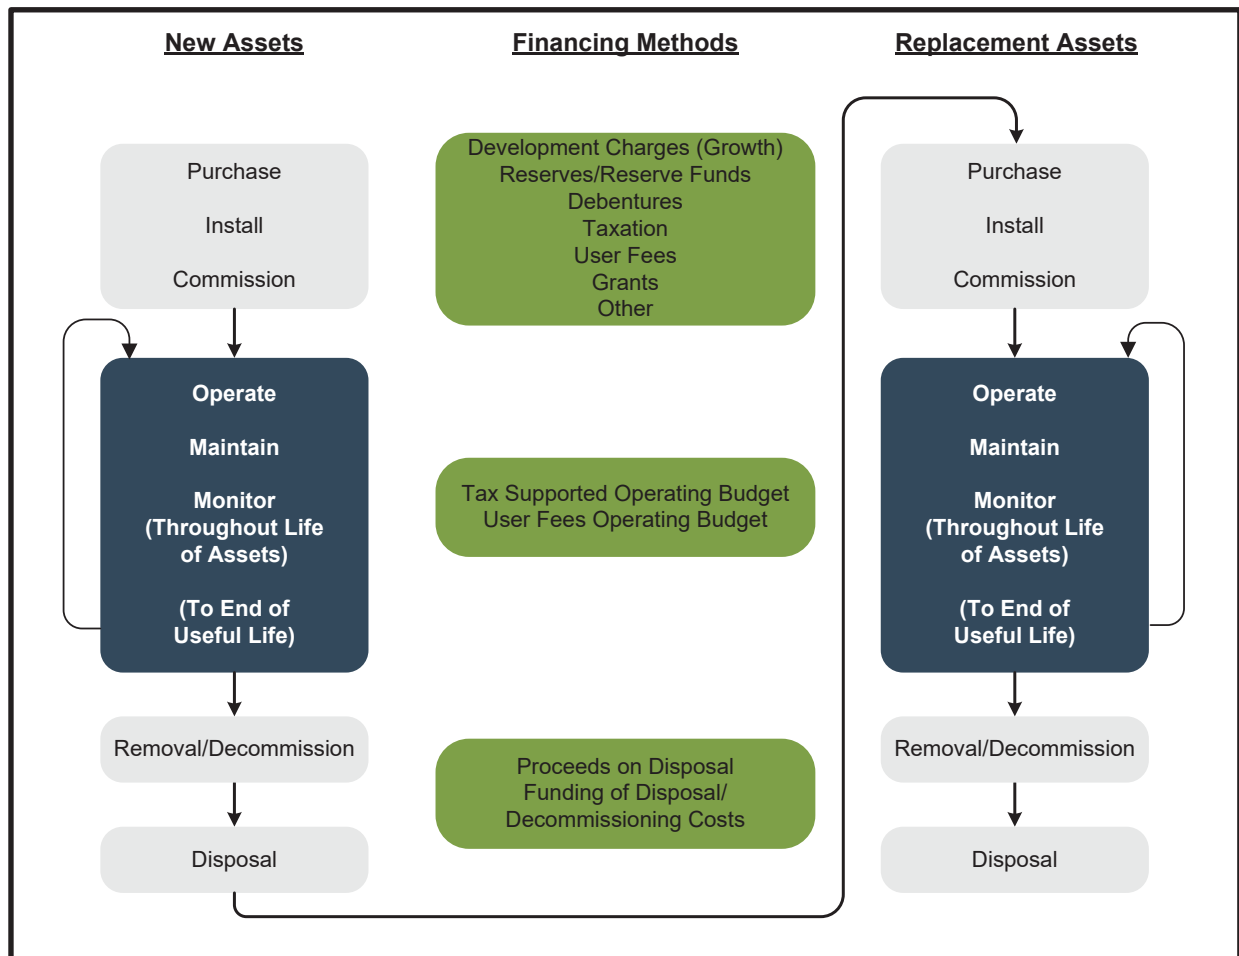 New Assets
Purchase
Install
Commission
Operate
Maintain
Monitor
(Throughout Life
of Assets)
(To End of
Useful Life)
Removal/Decommission
Disposal
Financing Methods
Development Charges (Growth)
Reserves/Reserve Funds
Debentures
Taxation
User Fees
Grants
Other
Tax Supported Operating Budget
User Fees Operating Budget
Proceeds on Disposal
Funding of Disposal/
Decommissioning Costs
Replacement Assets
Purchase
Install
Commission
Operate
Maintain
Monitor
(Throughout Life
of Assets)
(To End of
Useful Life)
Removal/Decommission
Disposal